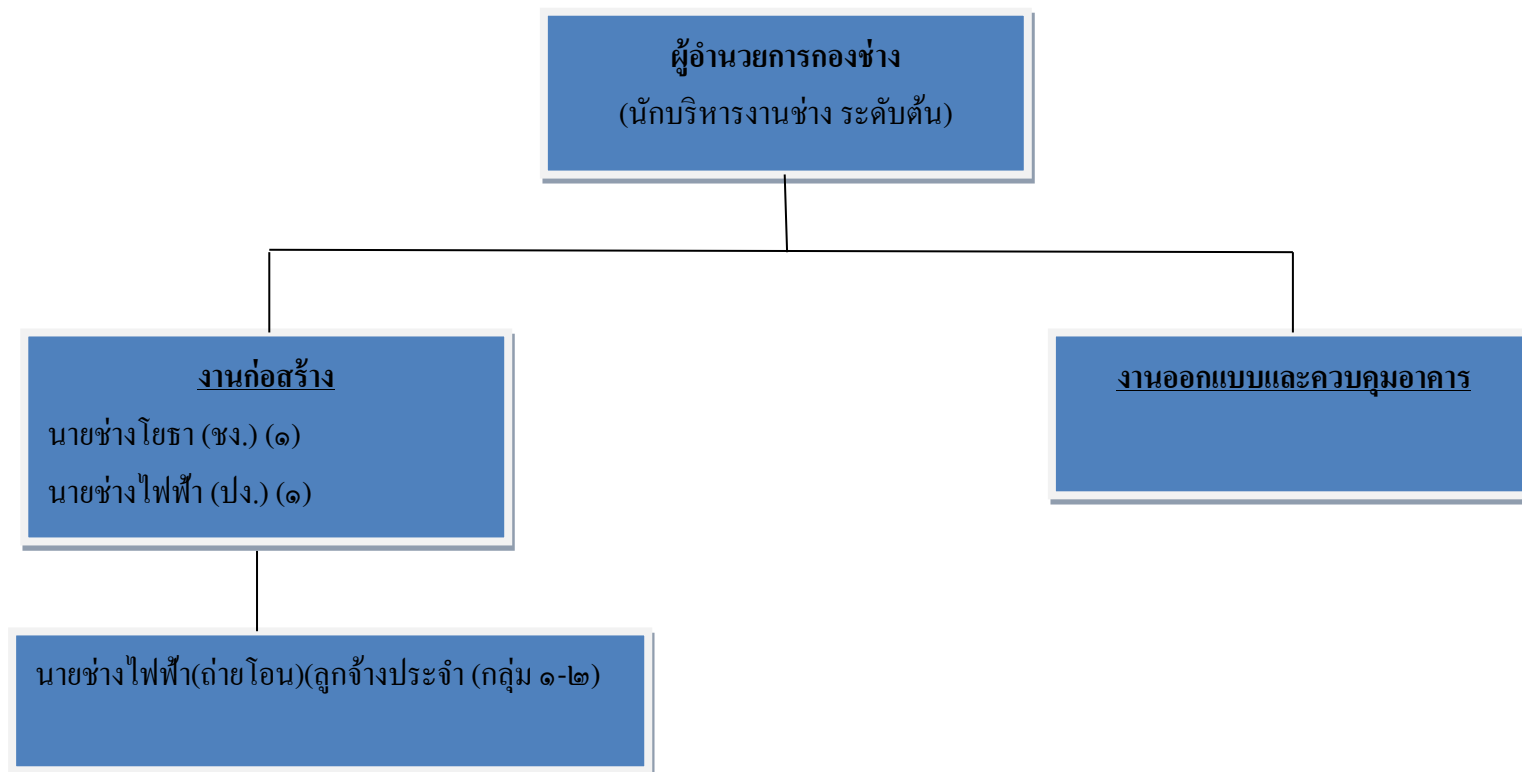 ผู้อำนวยการกองช่าง
(นักบริหารงานช่าง ระดับต้น)
งานก่อสร้าง
นายช่างโยธา (ชง.) (๑)
นายช่างไฟฟ้า (ปง.) (๑)
งานออกแบบและควบคุมอาคาร
นายช่างไฟฟ้า(ถ่ายโอน)(ลูกจ้างประจำ (กลุ่ม ๑-๒)